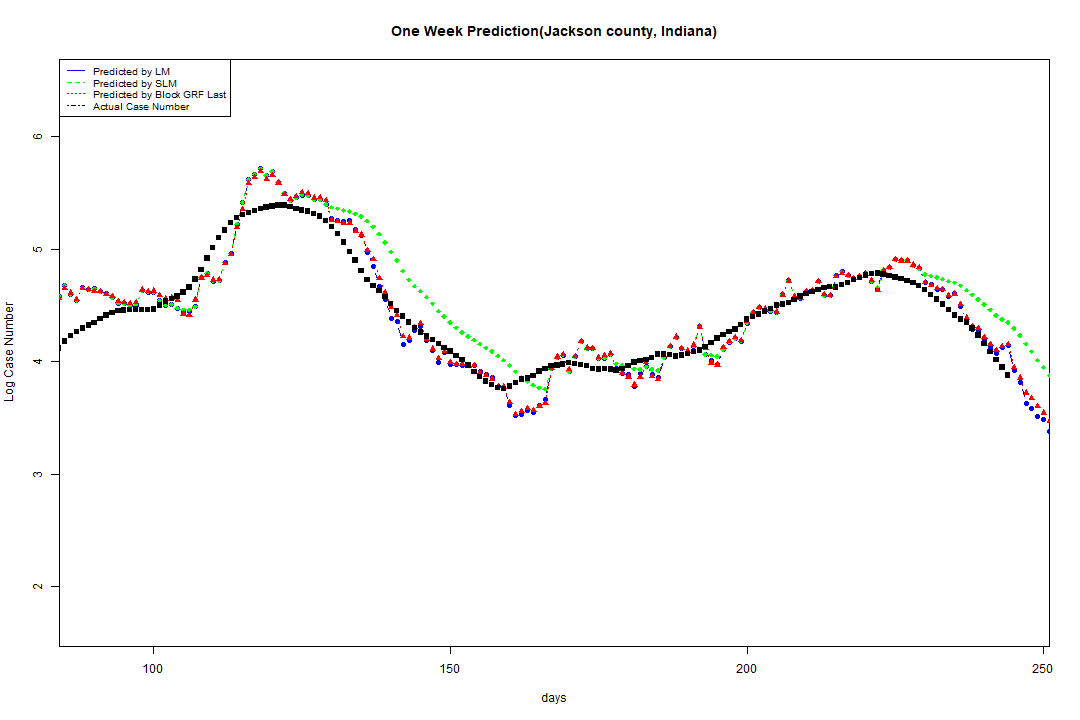 One Week Prediction(Jackson county, Indiana)
Predicted by LM
Predicted by SLM
Predicted by Block GRF Last
Actual Case Number
6
5
4
3
2
Log Case Number
100 150 200 250
days